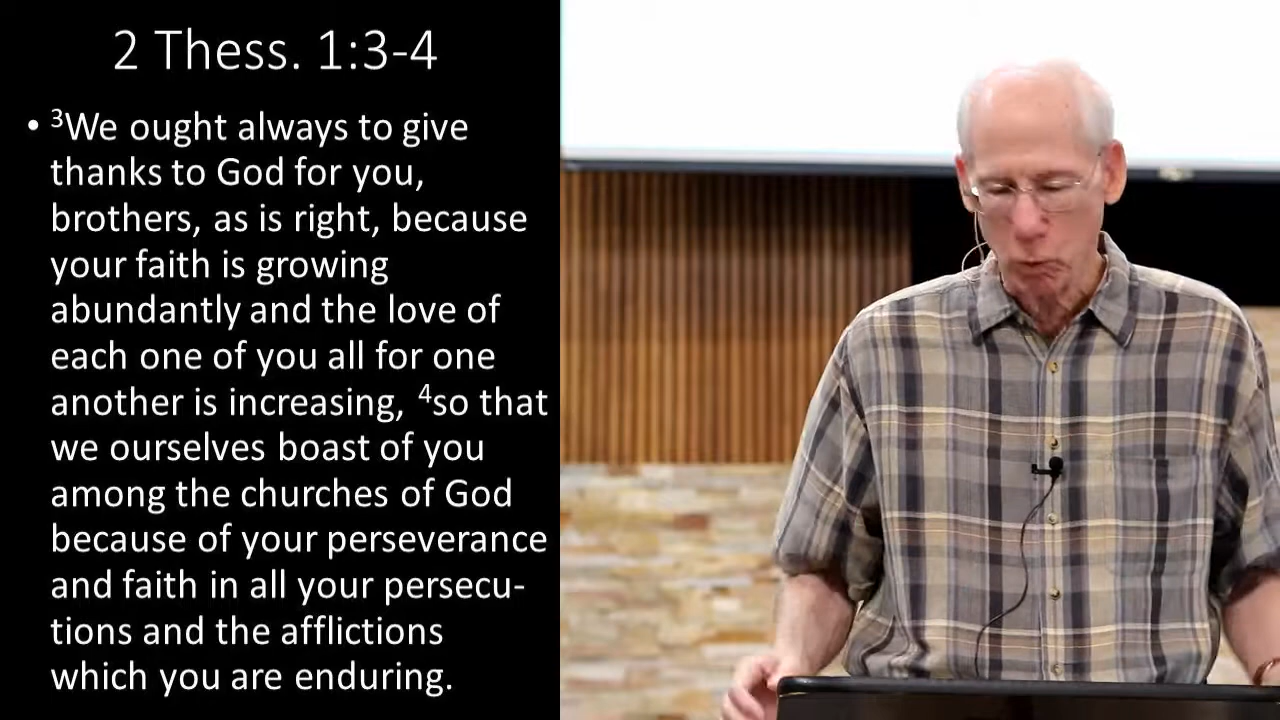 2 Thess. 1:3-4
• ³We ought always to give
thanks to God for you,
brothers, as is right, because
your faith is growing
abundantly and the love of
each one of you all for one
another is increasing, ⁴so that
we ourselves boast of you
among the churches of God
because of your perseverance
and faith in all your persecu-
tions and the afflictions
which you are enduring.